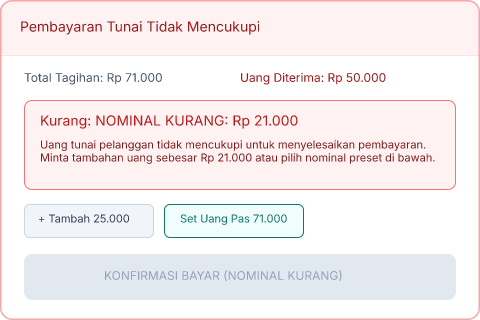 Pembayaran Tunai Tidak Mencukupi
Total Tagihan: Rp 71.000
Uang Diterima: Rp 50.000
Kurang: NOMINAL KURANG: Rp 21.000
Uang tunai pelanggan tidak mencukupi untuk menyelesaikan pembayaran.
Minta tambahan uang sebesar Rp 21.000 atau pilih nominal preset di bawah.
+ Tambah 25.000
Set Uang Pas 71.000
KONFIRMASI BAYAR (NOMINAL KURANG)